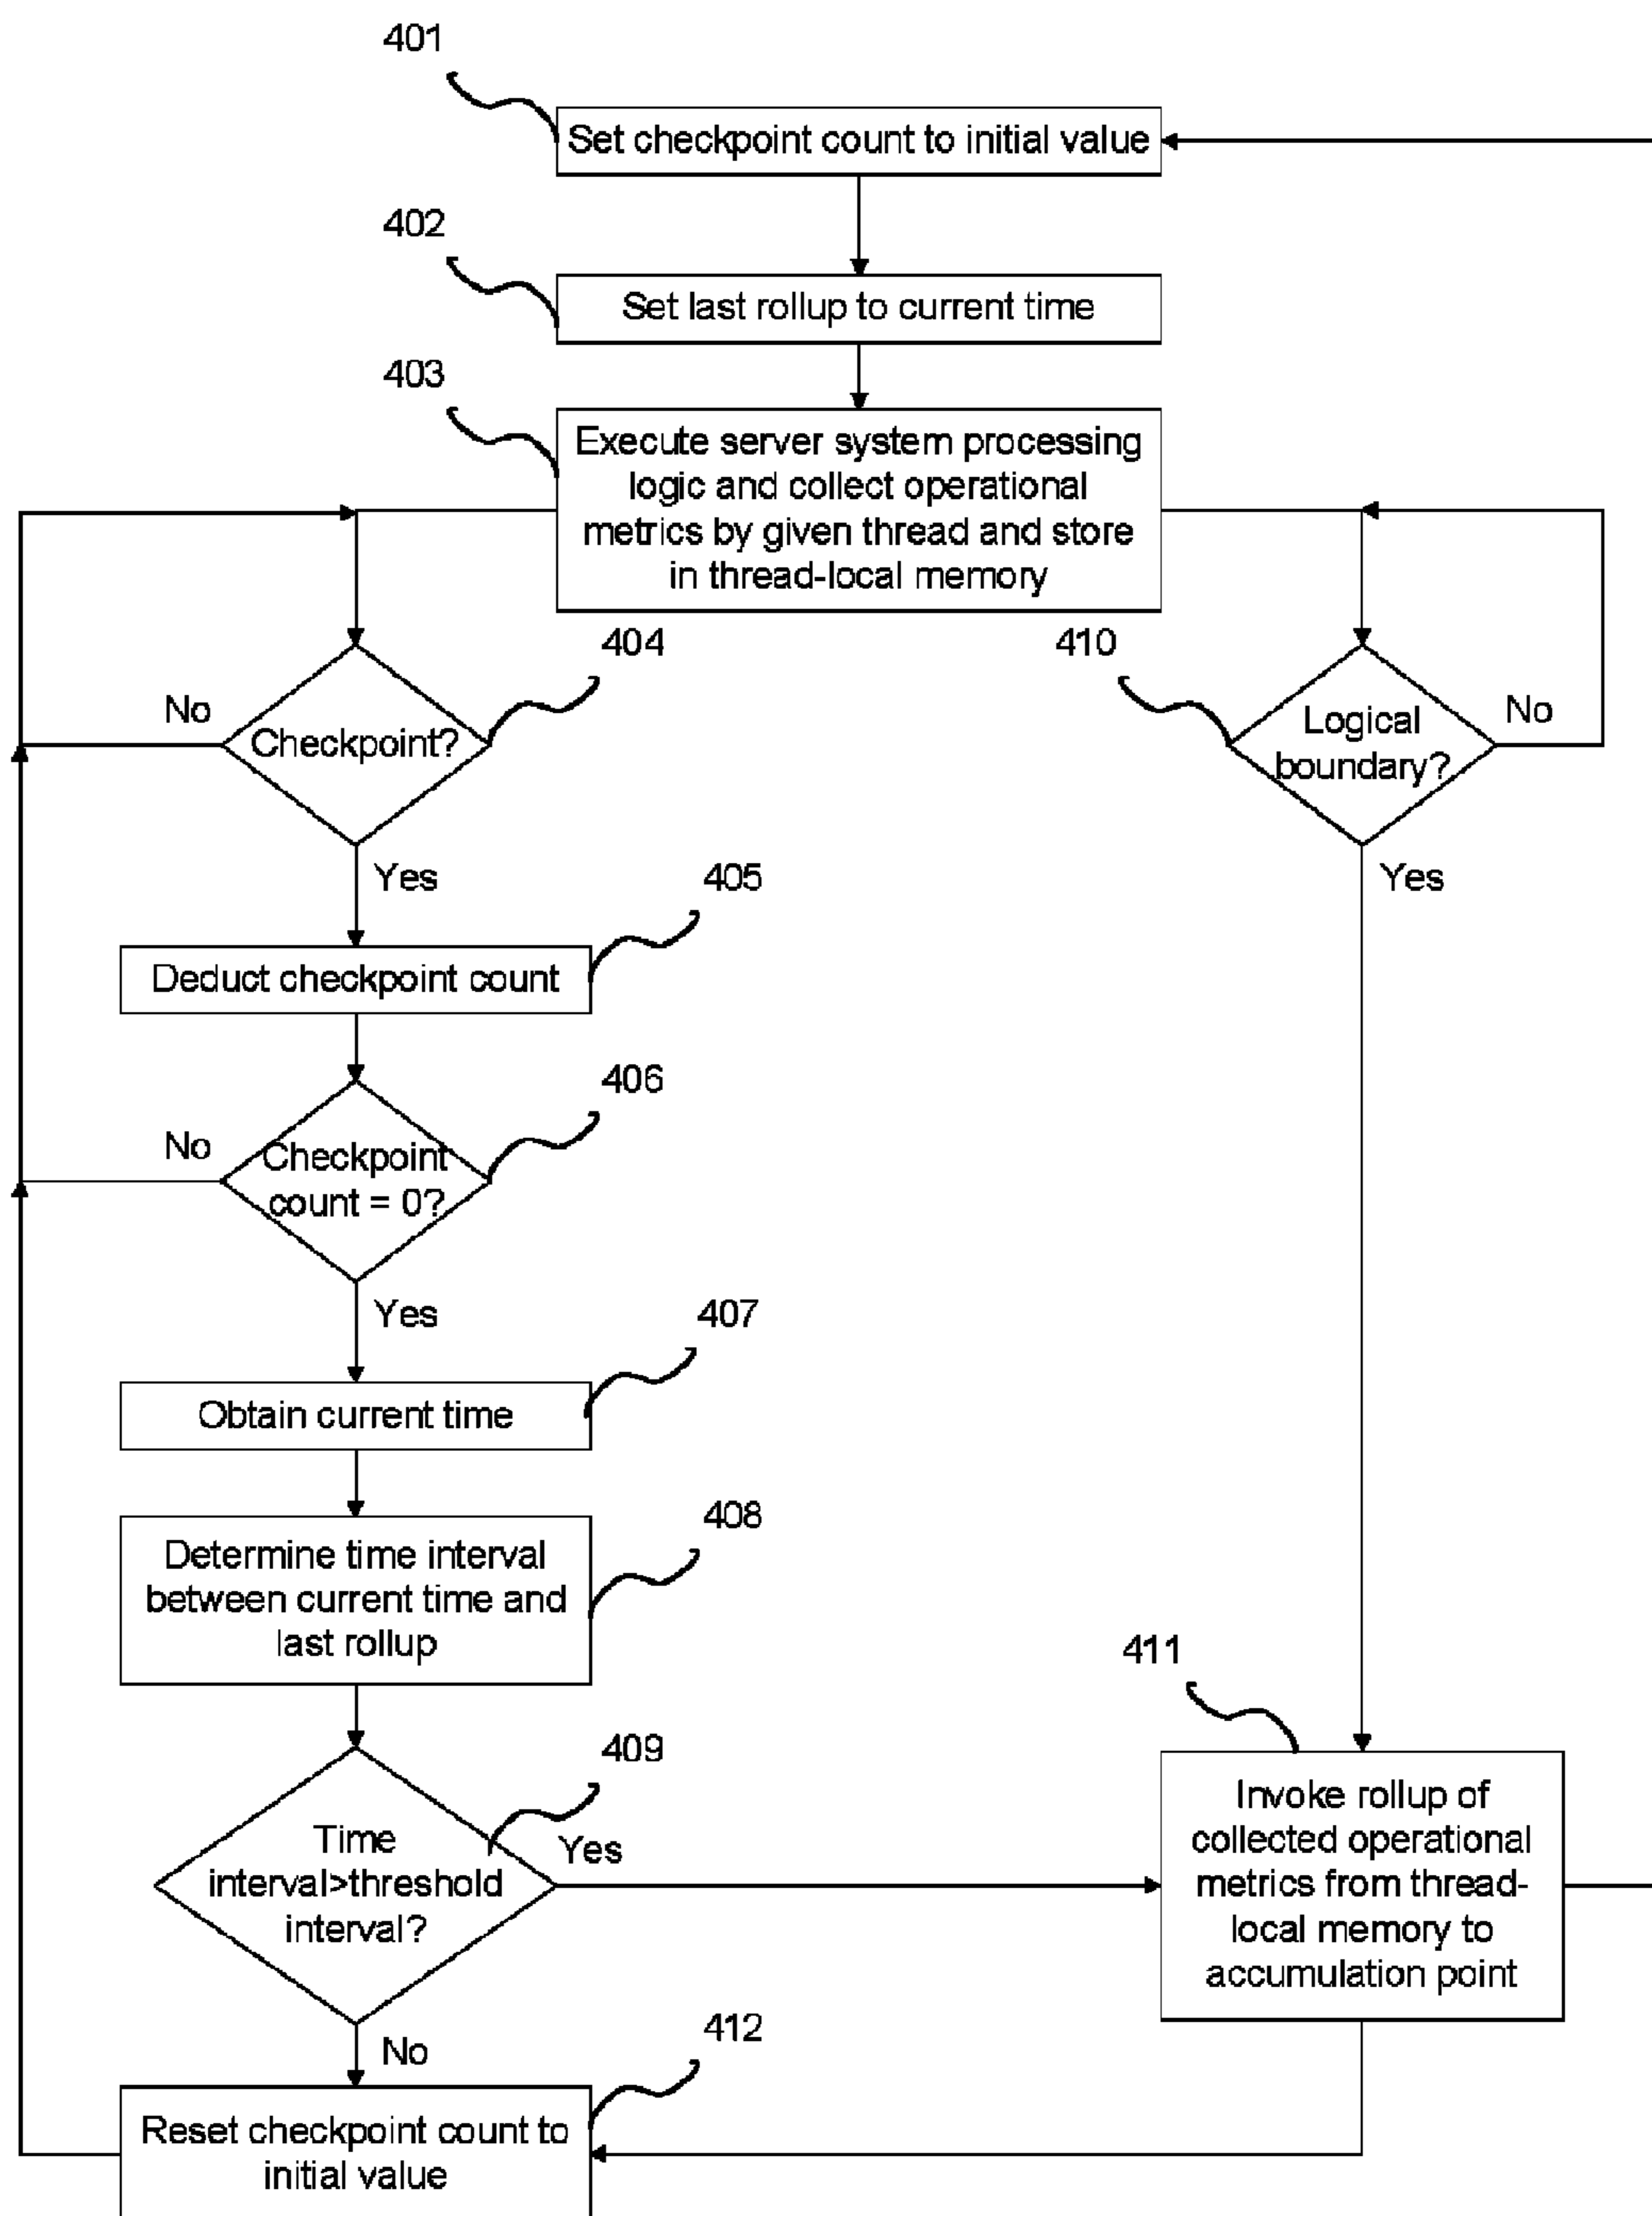 401
Set checkpoint count to initial value
402
Set last rollup to current time
403
Execute server system processing
logic and collect operational
metrics by given thread and store
in thread-local memory
404
410
No
Checkpoint?
Logical
boundary?
No
Yes
405
Yes
Deduct checkpoint count
406
No
Checkpoint
count = 0?
Yes
407
Obtain current time
408
Determine time interval
between current time and
last rollup
411
409
Time
interval>threshold
interval?
Yes
Invoke rollup of
collected operational
metrics from thread-
local memory to
accumulation point
No
412
Reset checkpoint count to
initial value